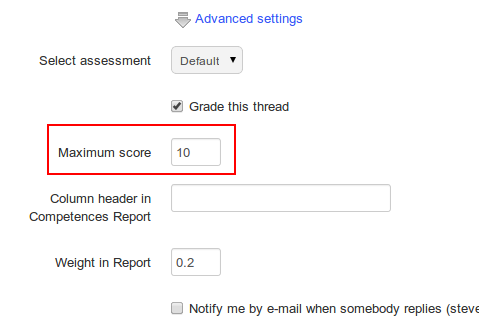 Advanced settings
Select assessment
Default
Grade this thread
Maximum score
10
Column header in
Competences Report
Weight in Report
0.2
Notify me by e-mail when somebody replies (steve